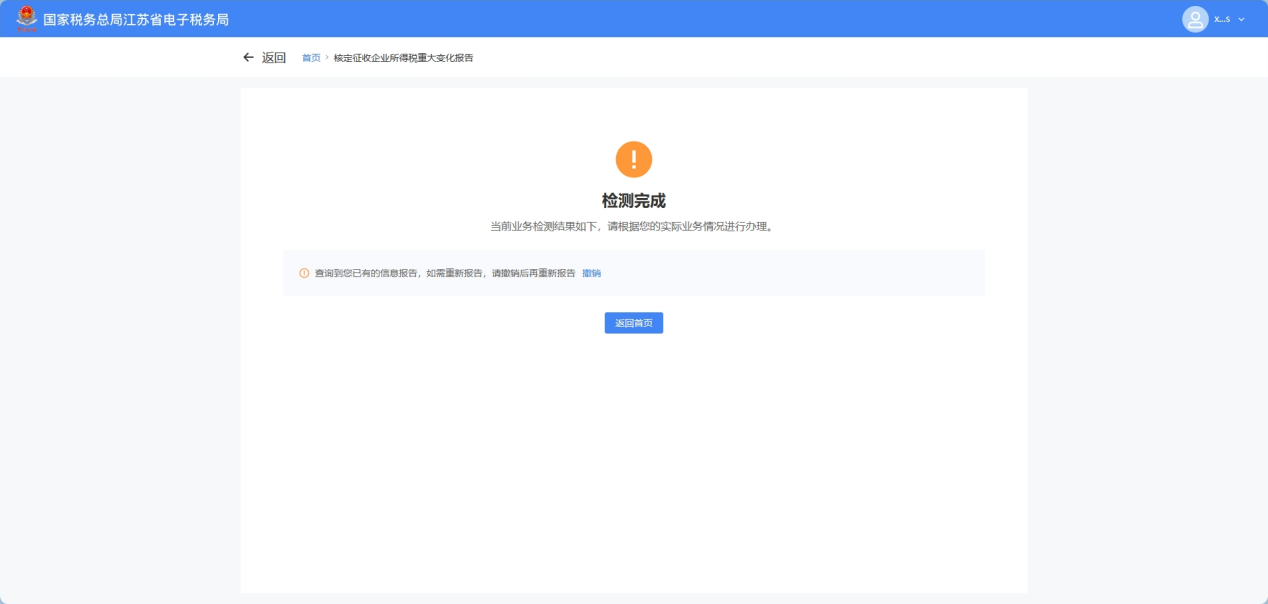 国家税务总局江苏省电子税务局
x...s
返回 首页 › 核定征收企业所得税重大变化报告
检测完成
当前业务检测结果如下，请根据您的实际业务情况进行办理。
查询到您已有的信息报告，如需重新报告，请撤销后再重新报告 撤销
返回首页